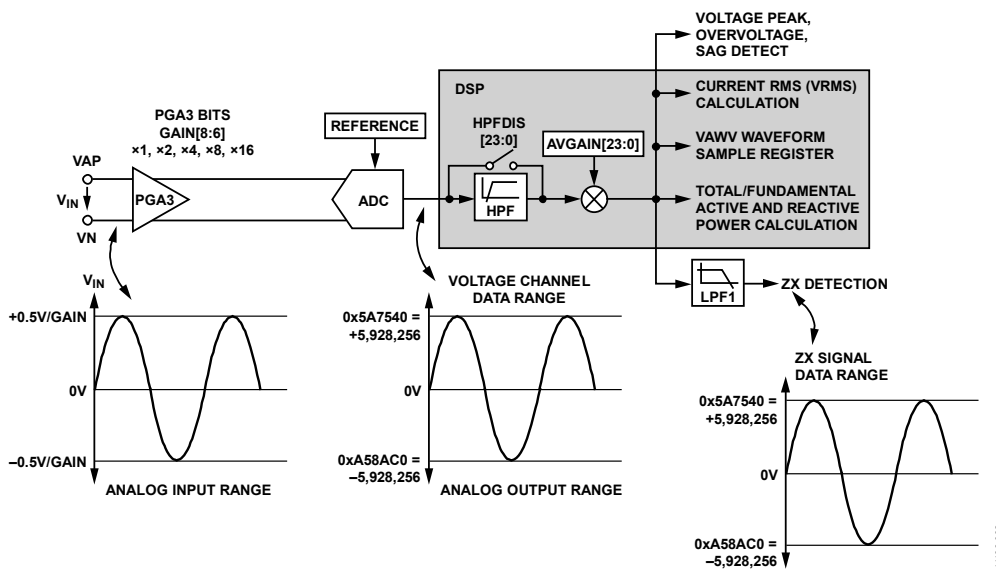 VOLTAGE PEAK,
OVERVOLTAGE,
SAG DETECT
DSP
CURRENT RMS (VRMS)
CALCULATION
PGA3 BITS
GAIN[8:6]
×1, ×2, ×4, ×8, ×16
REFERENCE
HPFDIS
[23:0]
AVGAIN[23:0]
VAWV WAVEFORM
SAMPLE REGISTER
VAP
VIN
VN
PGA3
ADC
HPF
TOTAL/FUNDAMENTAL
ACTIVE AND REACTIVE
POWER CALCULATION
LPF1
ZX DETECTION
VIN
+0.5V/GAIN
0V
–0.5V/GAIN
ANALOG INPUT RANGE
VOLTAGE CHANNEL
DATA RANGE
0x5A7540 =
+5,928,256
0V
0xA58AC0 =
–5,928,256
ANALOG OUTPUT RANGE
ZX SIGNAL
DATA RANGE
0x5A7540 =
+5,928,256
0V
0xA58AC0 =
–5,928,256